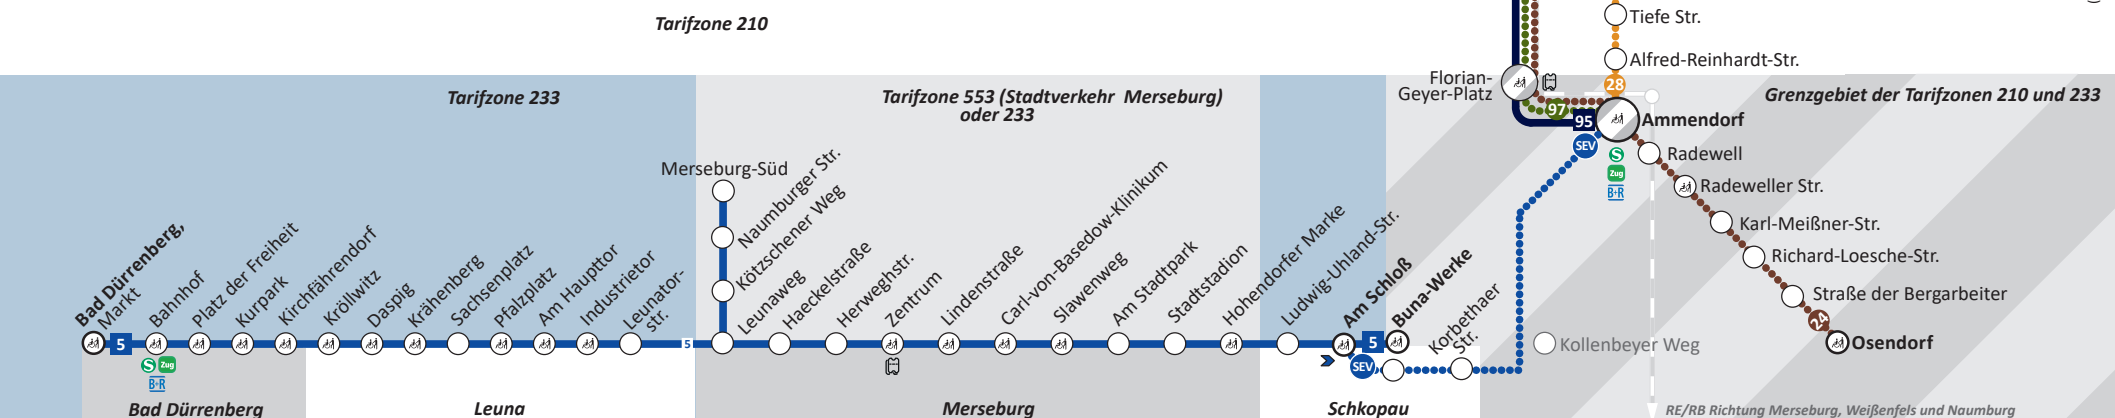 Tarifzone 210
Tiefe Str.
Alfred-Reinhardt-Str.
Florian-
Geyer-Platz
28
97
95
SEV
Ammendorf
S
Zug
B+R
Grenzgebiet der Tarifzonen 210 und 233
Radewell
Radeweller Str.
Karl-Meißner-Str.
Richard-Loesche-Str.
Straße der Bergarbeiter
24
Osendorf
Tarifzone 233
Tarifzone 553 (Stadtverkehr Merseburg)
oder 233
Merseburg-Süd
Naumburger Str.
Kötzschener Weg
Bad Dürrenberg,
Markt
5
Bahnhof
S
Zug
B+R
Platz der Freiheit
Kurpark
Kirchfährendorf
Kröllwitz
Daspig
Krähenberg
Sachsenplatz
Pfalzplatz
Am Haupttor
Industrietor
Leunator-
str.
5
Leunaweg
Haeckelstraße
Herweghstr.
Zentrum
Lindenstraße
Carl-von-Basedow-Klinikum
Slawenweg
Am Stadtpark
Stadtstadion
Hohendorfer Marke
Ludwig-Uhland-Str.
Am Schloß
5
SEV
Buna-Werke
Korbethaer
Str.
Kollenbeyer Weg
Bad Dürrenberg
Leuna
Merseburg
Schkopau
RE/RB Richtung Merseburg, Weißenfels und Naumburg